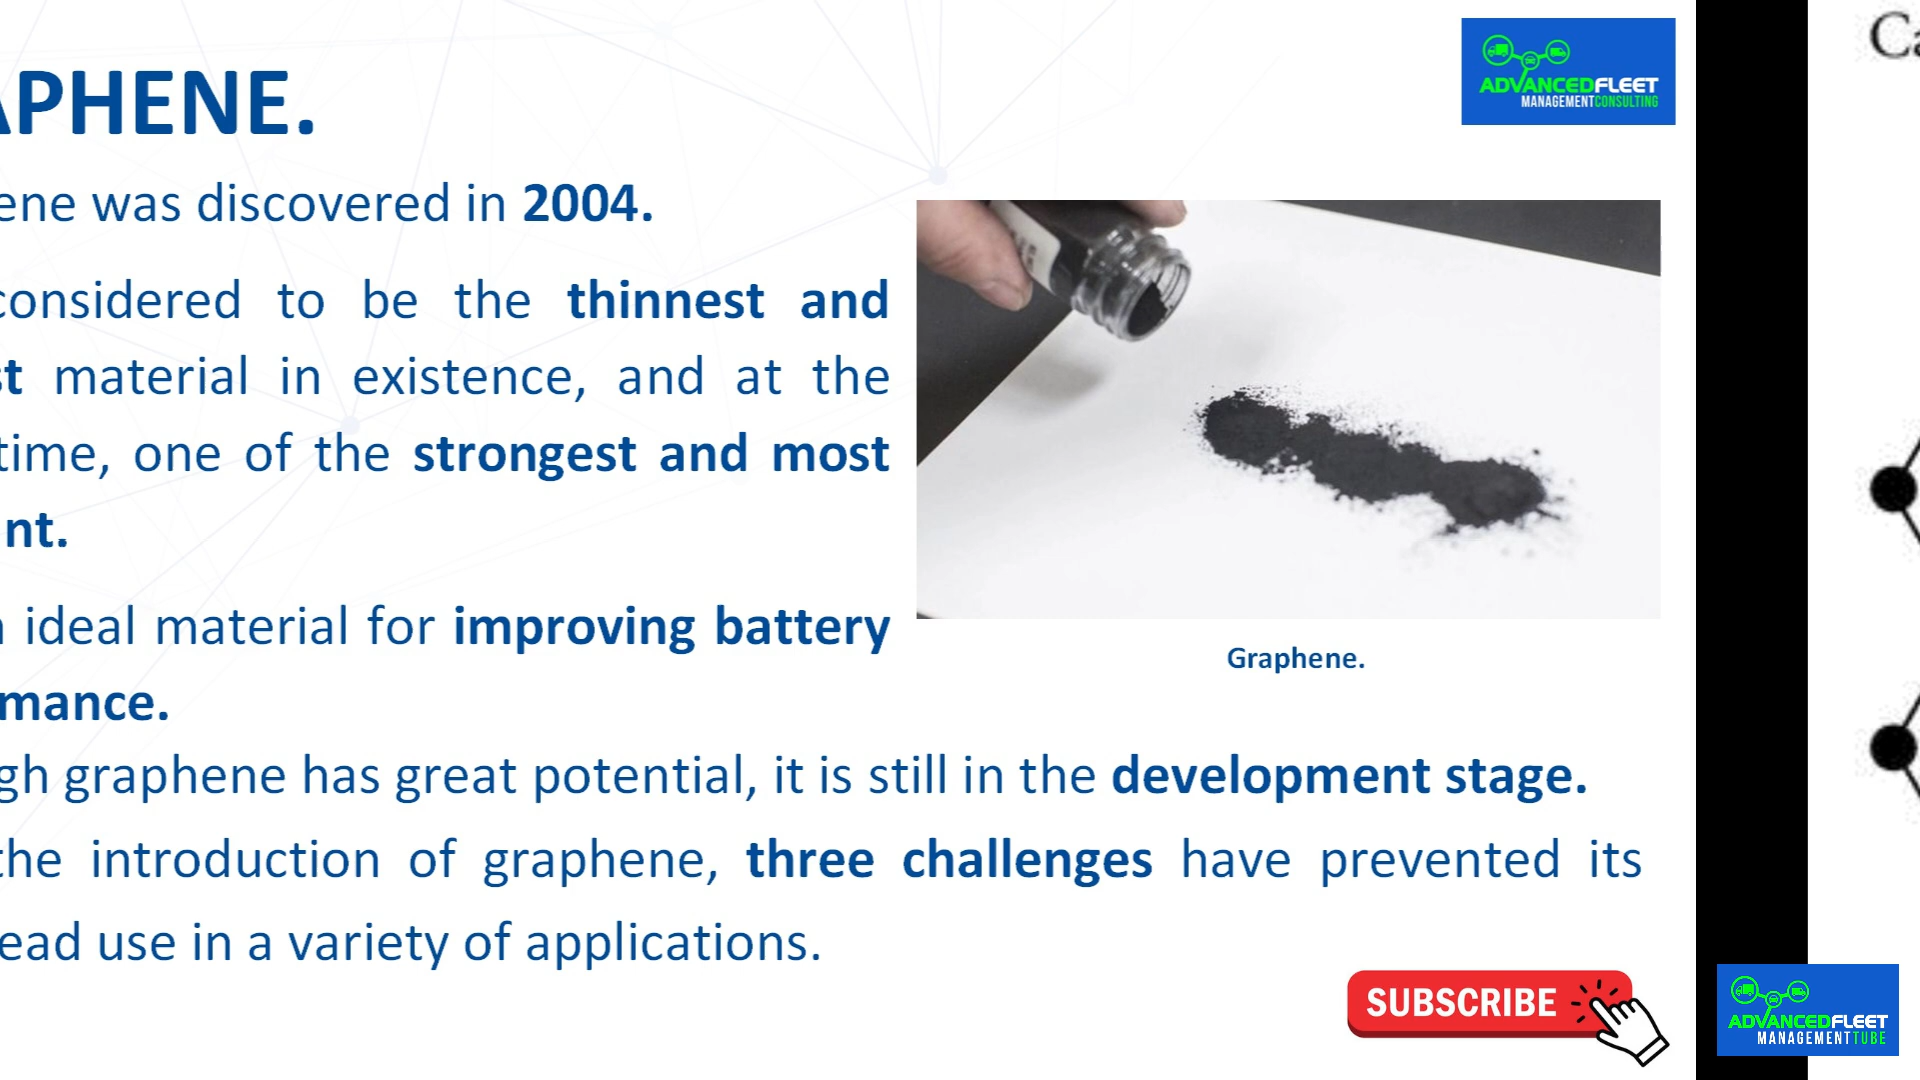 APHENE.
ADVANCEDFLEET
MANAGEMENTCONSULTING
ene was discovered in 2004.
considered to be the thinnest and
st material in existence, and at the
time, one of the strongest and most
nt.
ideal material for improving battery
mance.
Graphene.
gh graphene has great potential, it is still in the development stage.
the introduction of graphene, three challenges have prevented its
ead use in a variety of applications.
SUBSCRIBE
ADVANCEDFLEET
MANAGEMENTTUBE
Ca